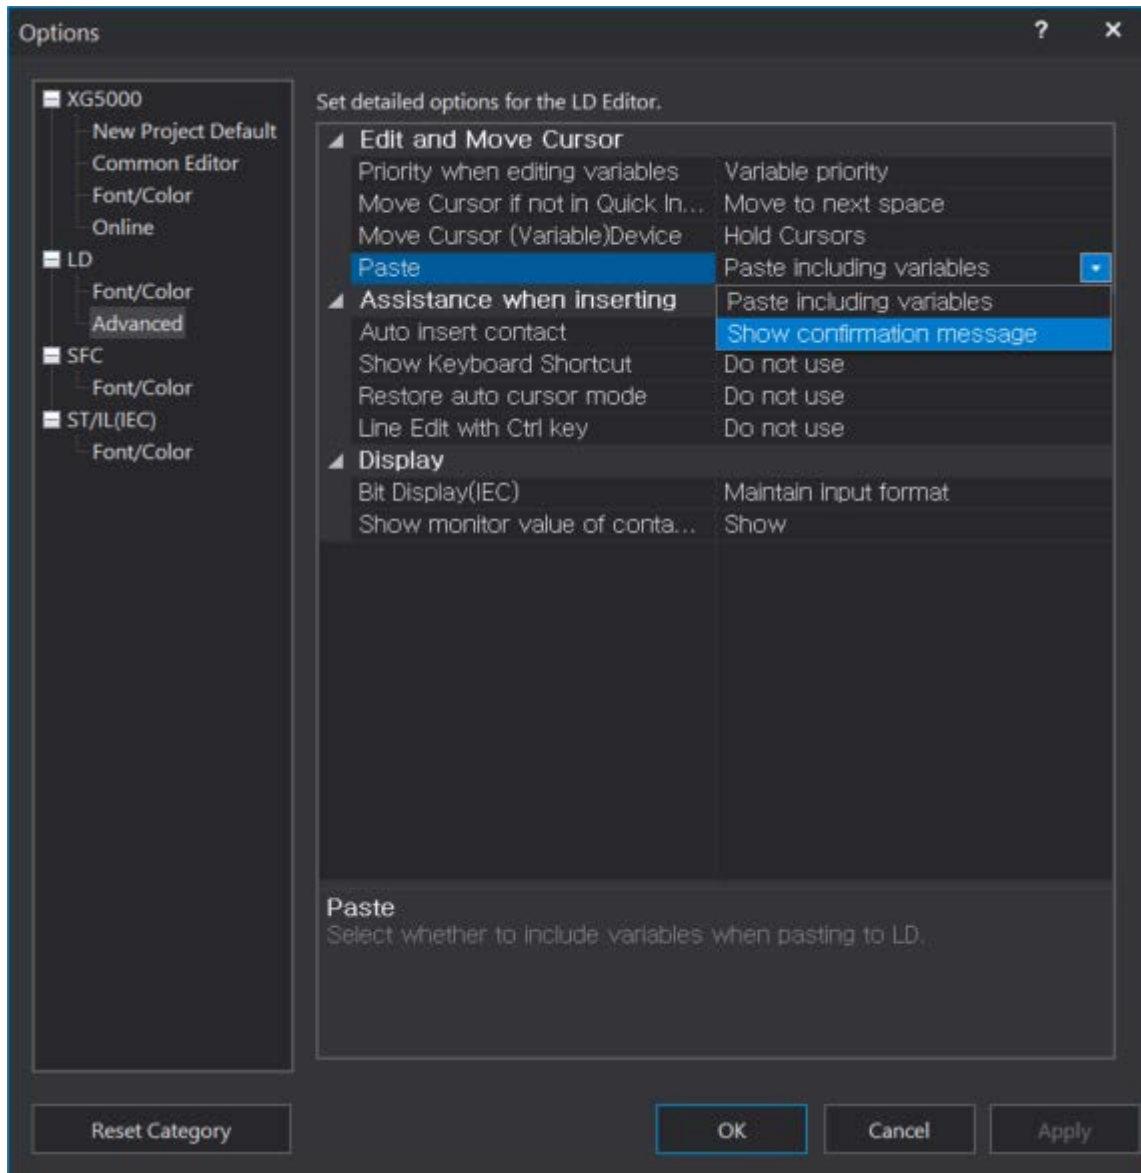 Options
? ×
XG5000
New Project Default
Common Editor
Font/Color
Online
LD
Font/Color
Advanced
SFC
Font/Color
ST/IL(IEC)
Font/Color
Set detailed options for the LD Editor.
Edit and Move Cursor
Priority when editing variables Variable priority
Move Cursor if not in Quick In... Move to next space
Move Cursor (Variable)Device Hold Cursors
Paste Paste including variables
Paste including variables
Show confirmation message
Assistance when inserting
Auto insert contact
Show Keyboard Shortcut Do not use
Restore auto cursor mode Do not use
Line Edit with Ctrl key Do not use
Display
Bit Display(IEC) Maintain input format
Show monitor value of conta... Show
Paste
Select whether to include variables when pasting to LD.
Reset Category OK Cancel Apply